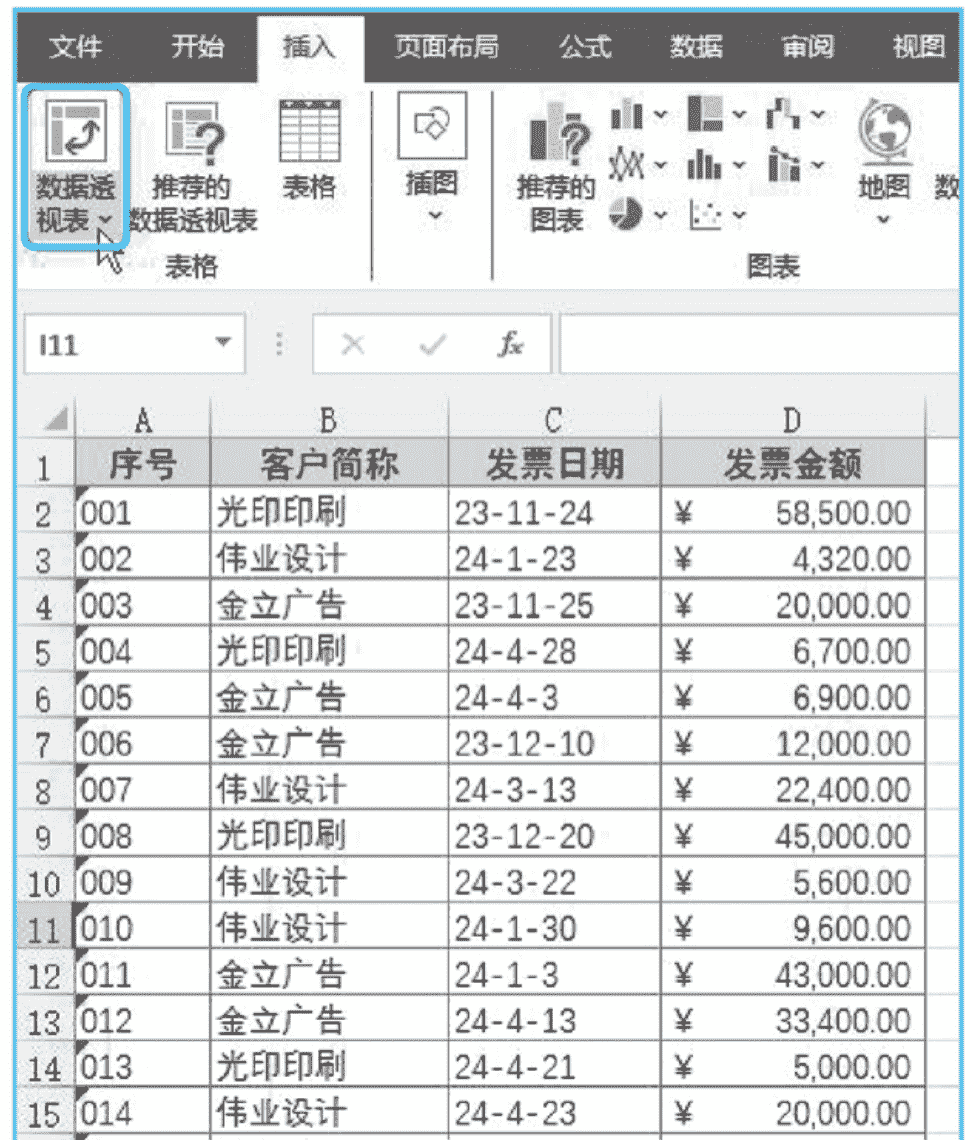 文件 开始 插入 页面布局 公式 数据 审阅 视图
数据透 推荐的 表格 插图 推荐的 地图 数
视表 数据透视表 图表
表格 图表
I11 fx
A B C D
1 序号 客户简称 发票日期 发票金额
2 001 光印印刷 23-11-24 ¥ 58,500.00
3 002 伟业设计 24-1-23 ¥ 4,320.00
4 003 金立广告 23-11-25 ¥ 20,000.00
5 004 光印印刷 24-4-28 ¥ 6,700.00
6 005 金立广告 24-4-3 ¥ 6,900.00
7 006 金立广告 23-12-10 ¥ 12,000.00
8 007 伟业设计 24-3-13 ¥ 22,400.00
9 008 光印印刷 23-12-20 ¥ 45,000.00
10 009 伟业设计 24-3-22 ¥ 5,600.00
11 010 伟业设计 24-1-30 ¥ 9,600.00
12 011 金立广告 24-1-3 ¥ 43,000.00
13 012 金立广告 24-4-13 ¥ 33,400.00
14 013 光印印刷 24-4-21 ¥ 5,000.00
15 014 伟业设计 24-4-23 ¥ 20,000.00